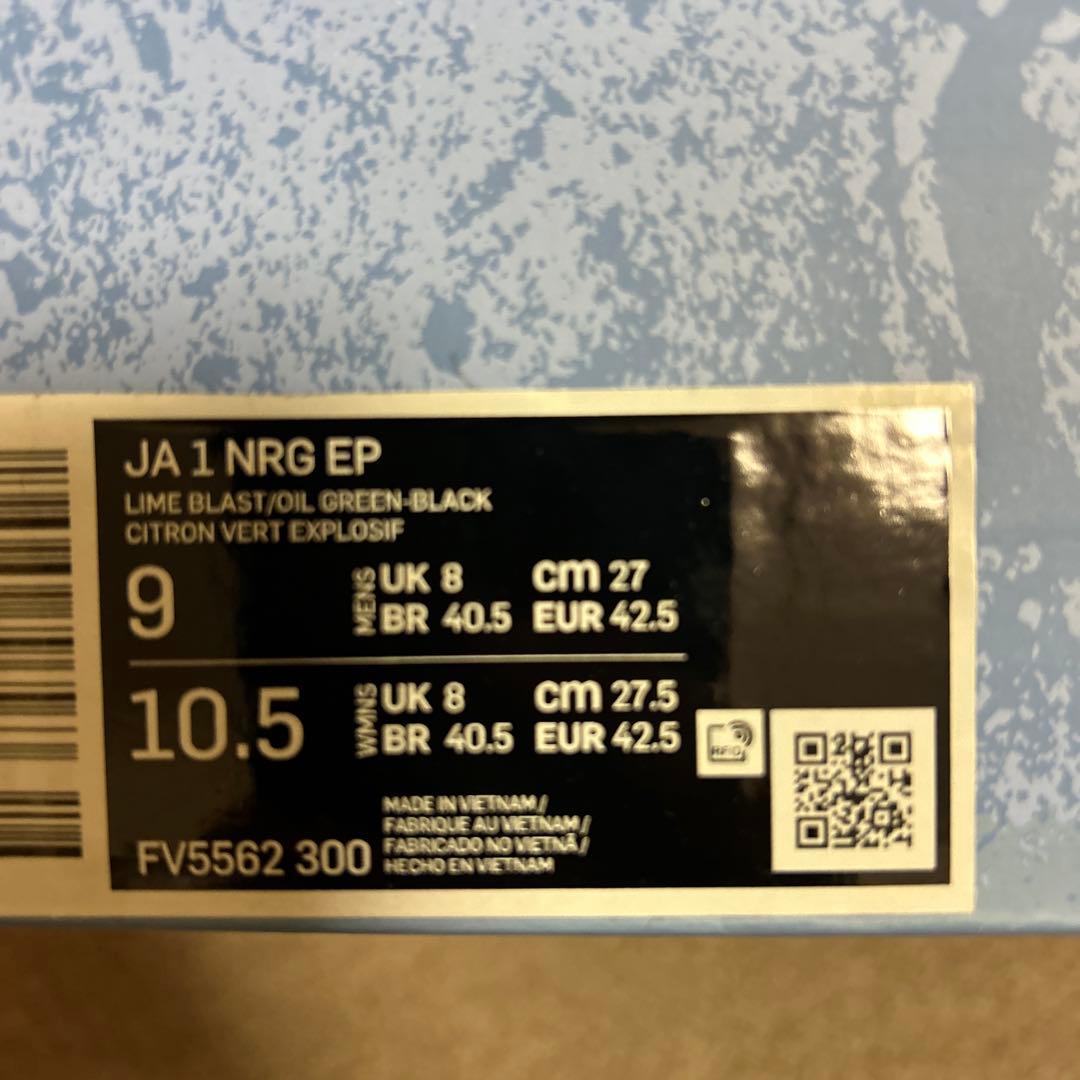 JA 1 NRG EP
LIME BLAST/OIL GREEN-BLACK
CITRON VERT EXPLOSIF
9 MENS UK 8 cm 27
BR 40.5 EUR 42.5
10.5 WMNS UK 8 cm 27.5
BR 40.5 EUR 42.5
RFID
MADE IN VIETNAM/
FABRIQUE AU VIETNAM/
FABRICADO NO VIETNÃ/
HECHO EN VIETNAM
FV5562 300
2